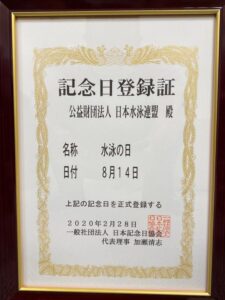 記念日登録証
公益財団法人 日本水泳連盟 殿
名称 水泳の日
日付 8月14日
上記の記念日を正式登録する
2020年2月28日
一般社団法人 日本記念日協会
代表理事 加瀬清志